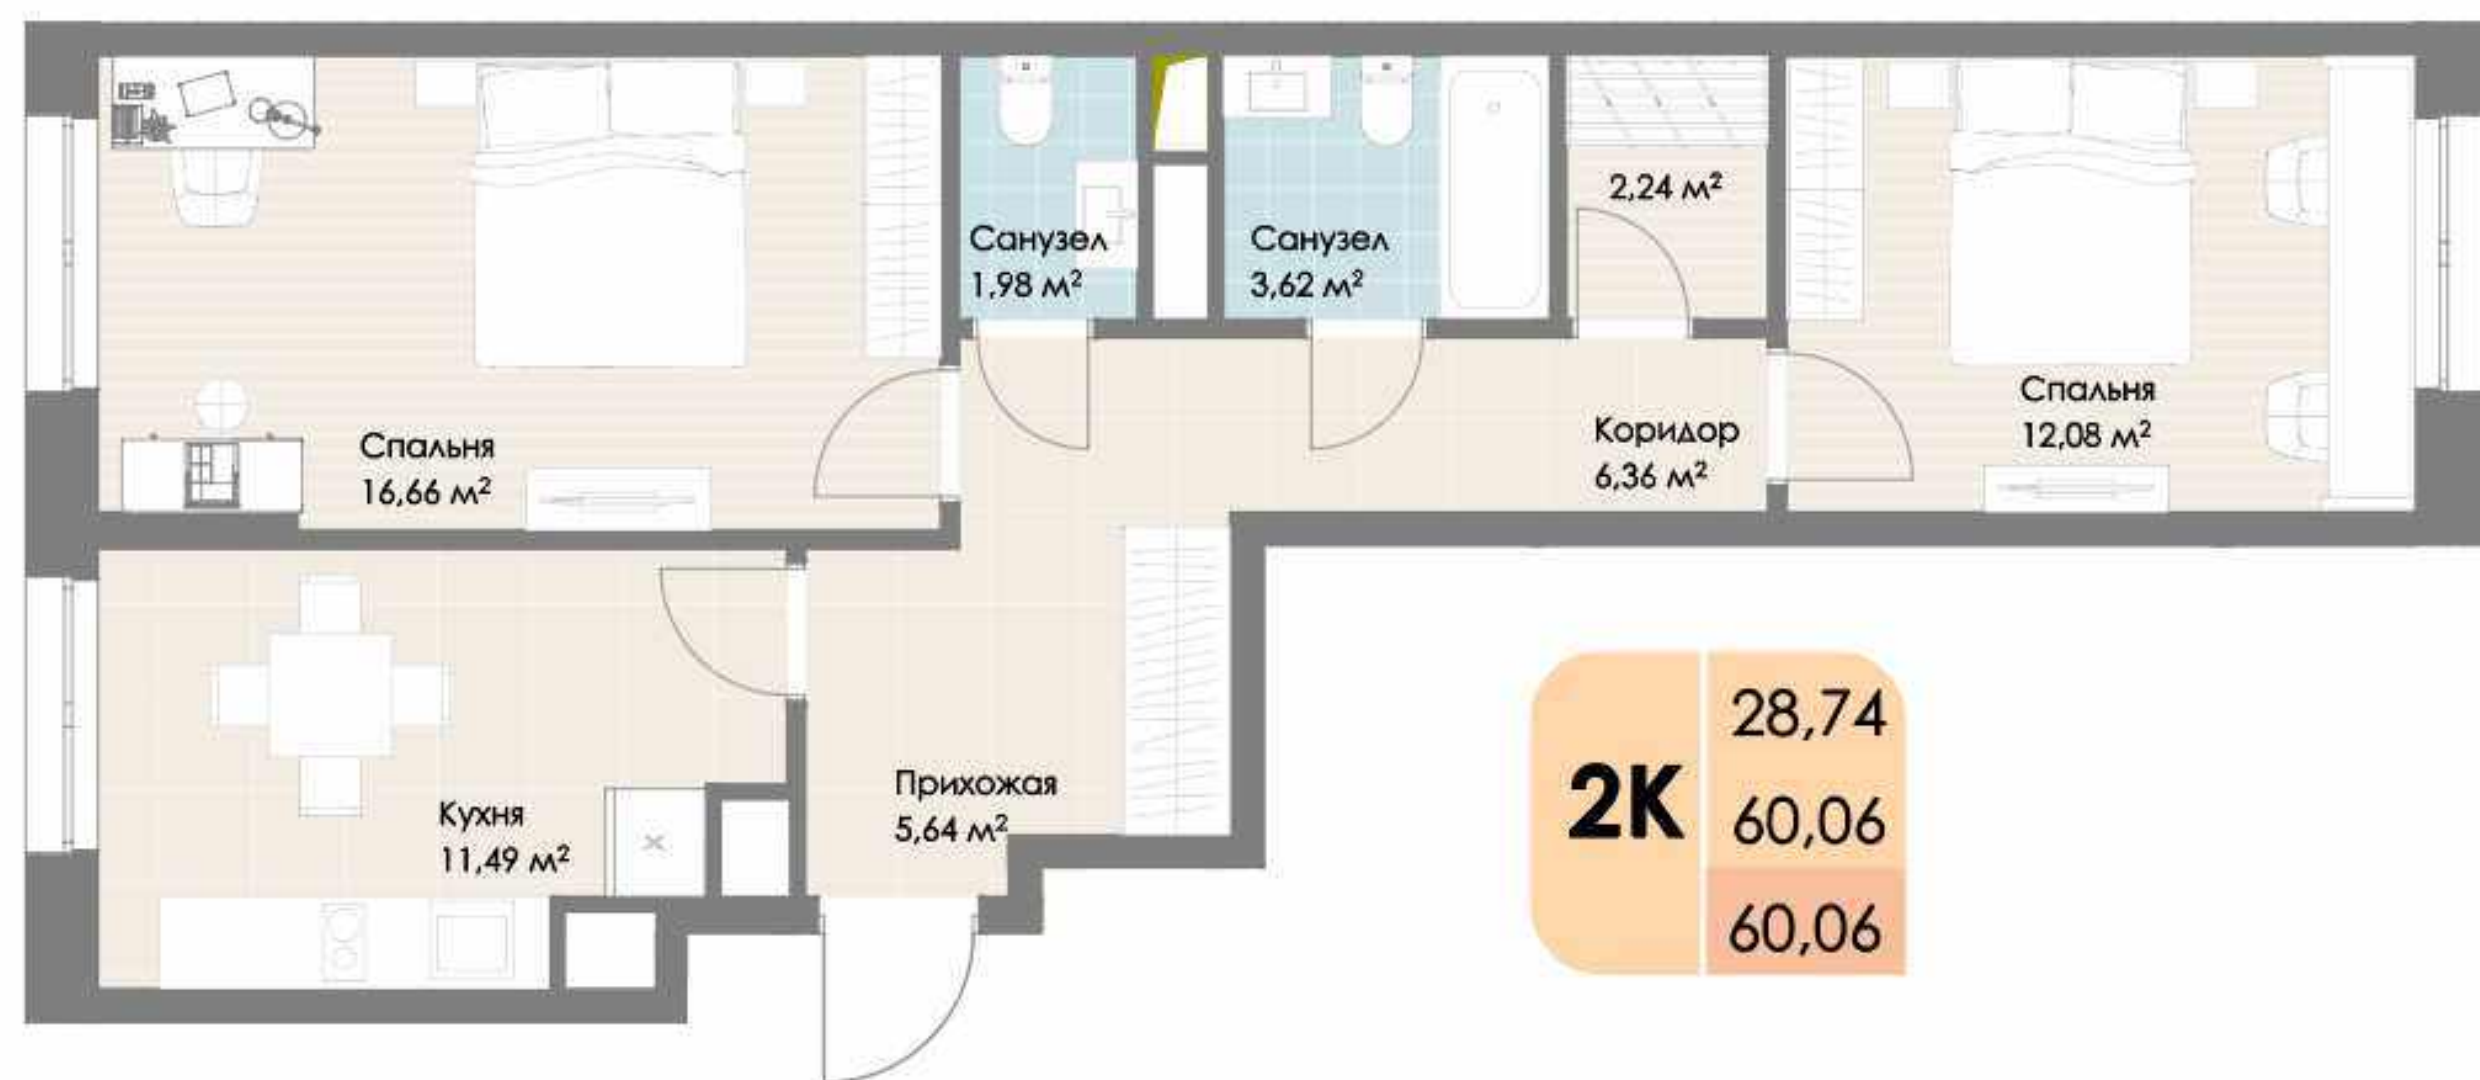 2,24 м²
Санузел
1,98 м²
Санузел
3,62 м²
Спальня
16,66 м²
Коридор
6,36 м²
Спальня
12,08 м²
Кухня
11,49 м²
Прихожая
5,64 м²
2К
28,74
60,06
60,06